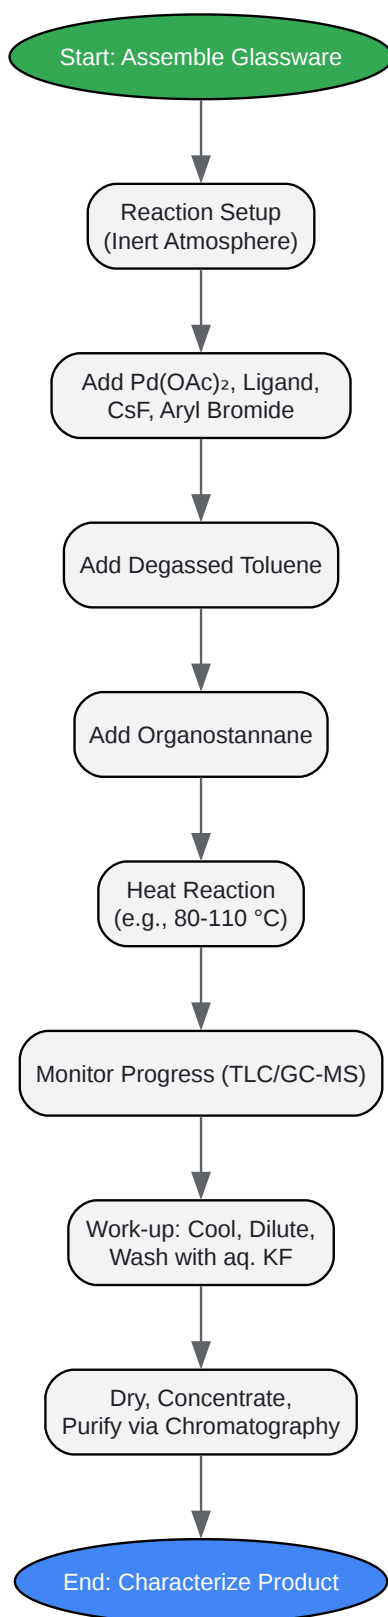 Start: Assemble Glassware
Reaction Setup
(Inert Atmosphere)
Add Pd(OAc)₂, Ligand,
CsF, Aryl Bromide
Add Degassed Toluene
Add Organostannane
Heat Reaction
(e.g., 80-110 °C)
Monitor Progress (TLC/GC-MS)
Work-up: Cool, Dilute,
Wash with aq. KF
Dry, Concentrate,
Purify via Chromatography
End: Characterize Product